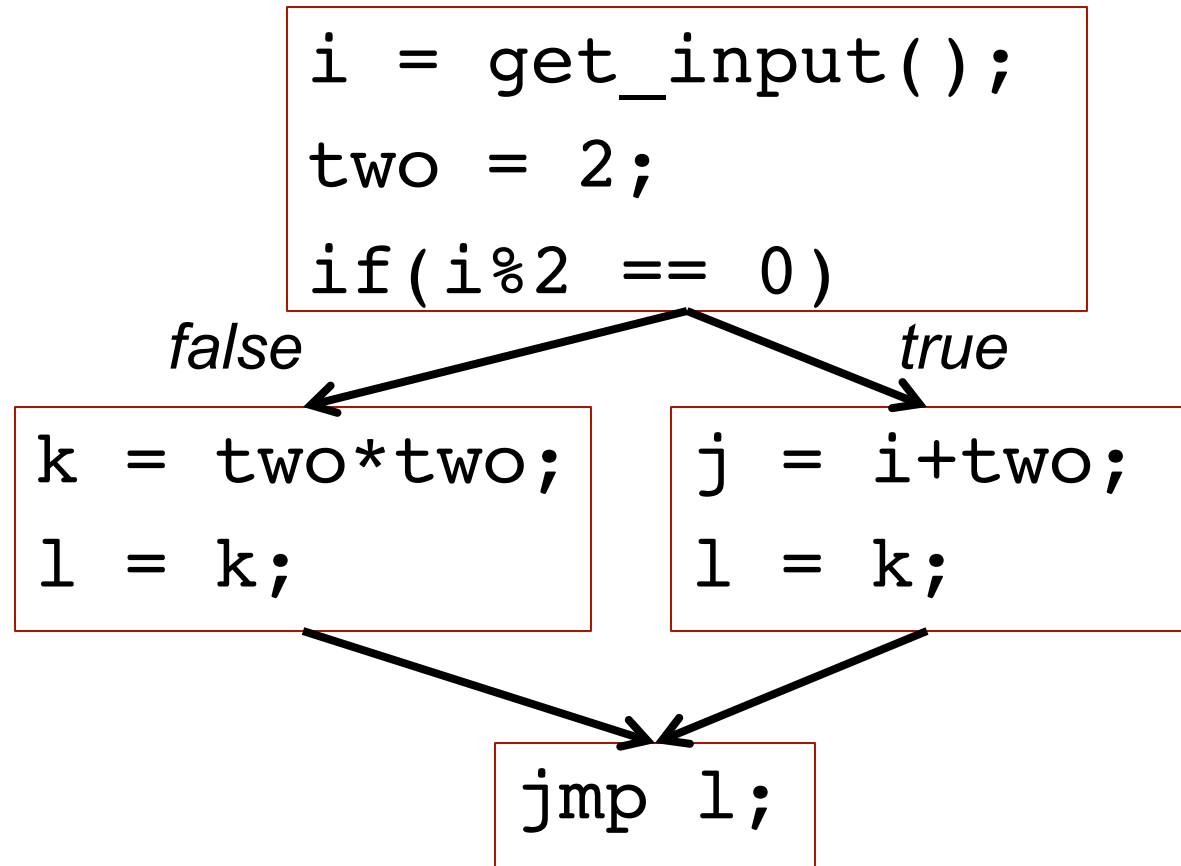 i = get_input();
two = 2;
if(i%2 == 0)
false
true
k = two*two;
l = k;
j = i+two;
l = k;
jmp l;